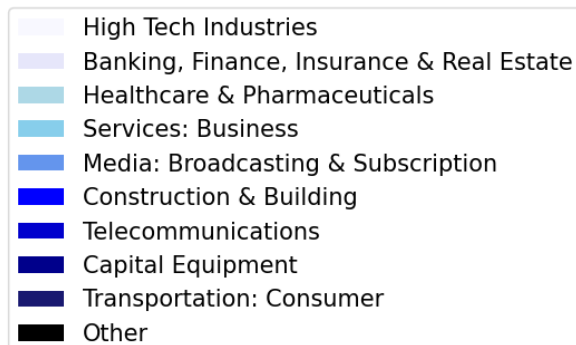 High Tech Industries
Banking, Finance, Insurance & Real Estate
Healthcare & Pharmaceuticals
Services: Business
Media: Broadcasting & Subscription
Construction & Building
Telecommunications
Capital Equipment
Transportation: Consumer
Other